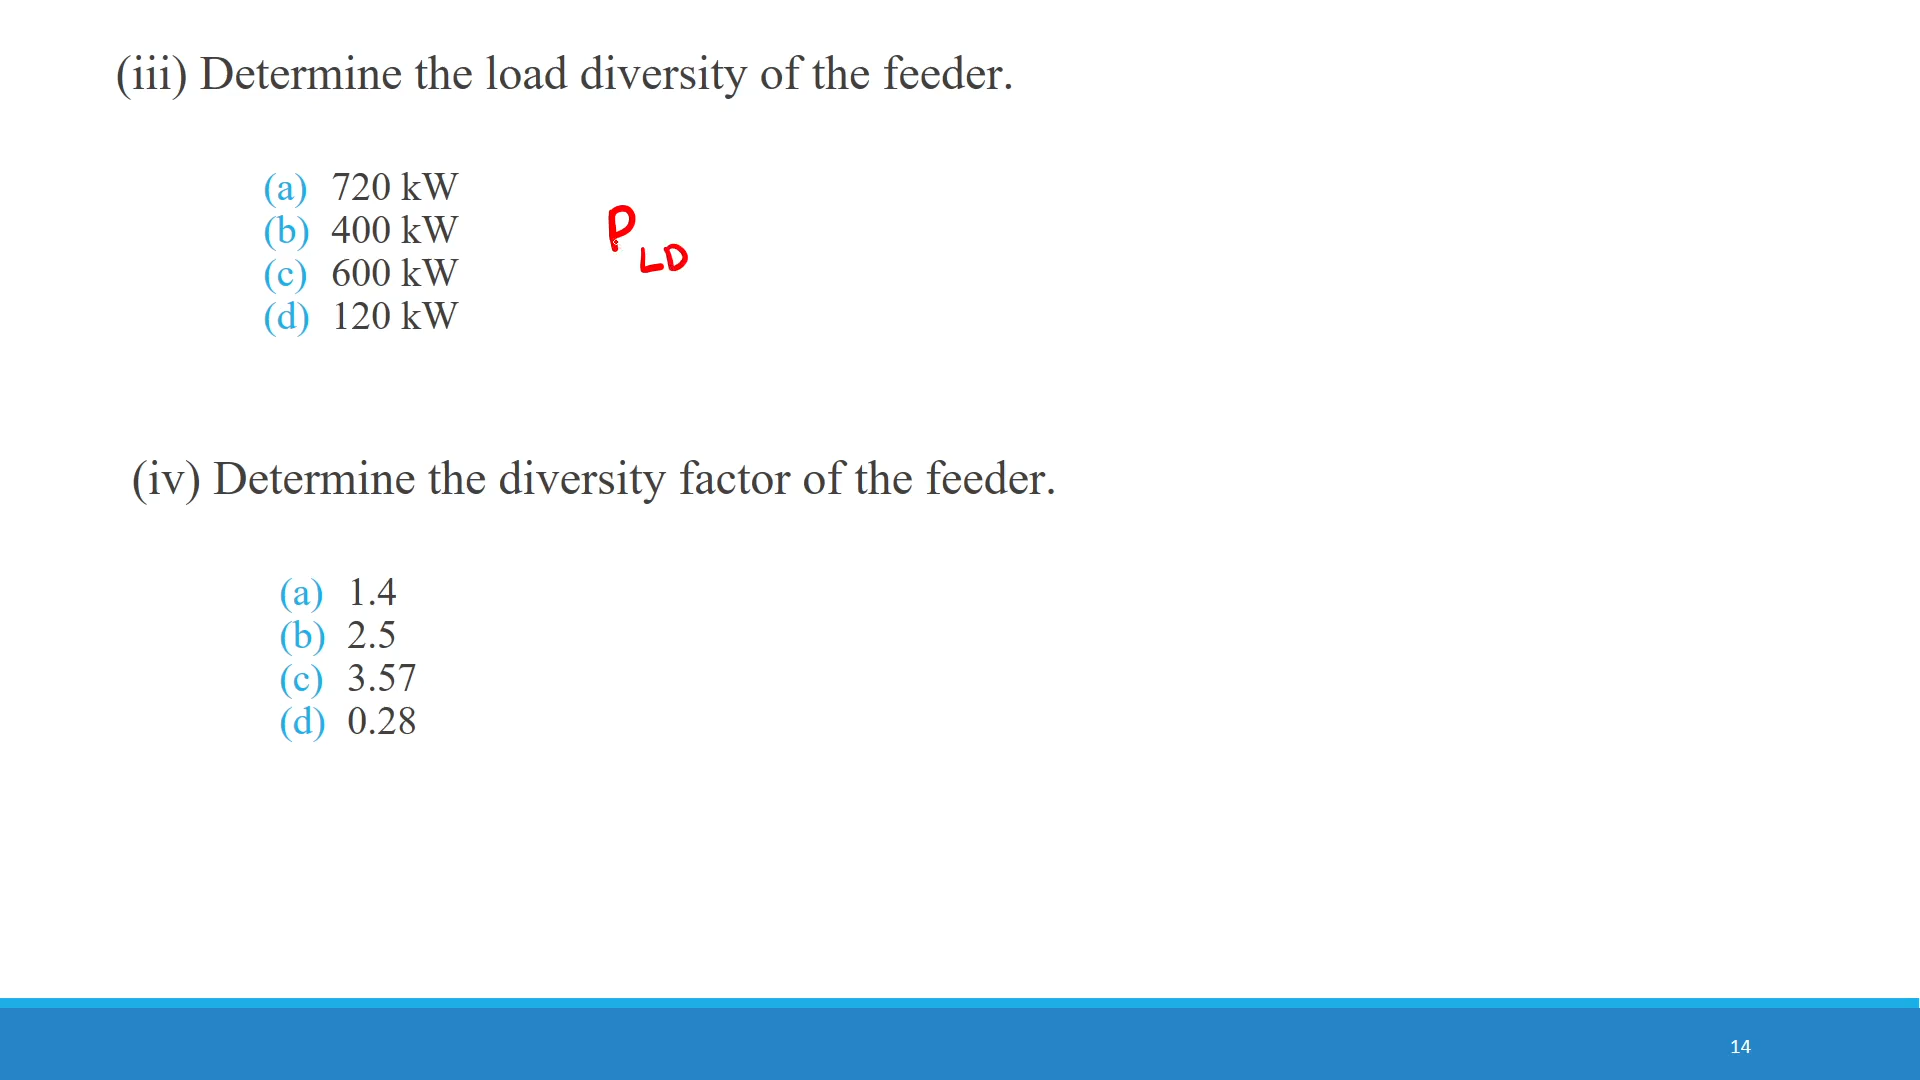 (iii) Determine the load diversity of the feeder.
(a) 720 kW
(b) 400 kW
(c) 600 kW
(d) 120 kW
P LD
(iv) Determine the diversity factor of the feeder.
(a) 1.4
(b) 2.5
(c) 3.57
(d) 0.28
14